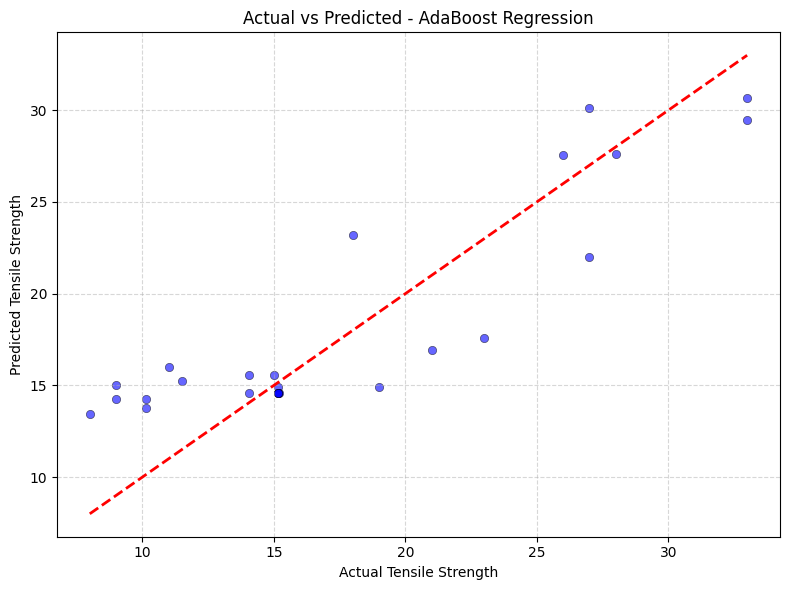 Actual vs Predicted - AdaBoost Regression
Predicted Tensile Strength
30
25
20
15
10
10 15 20 25 30
Actual Tensile Strength